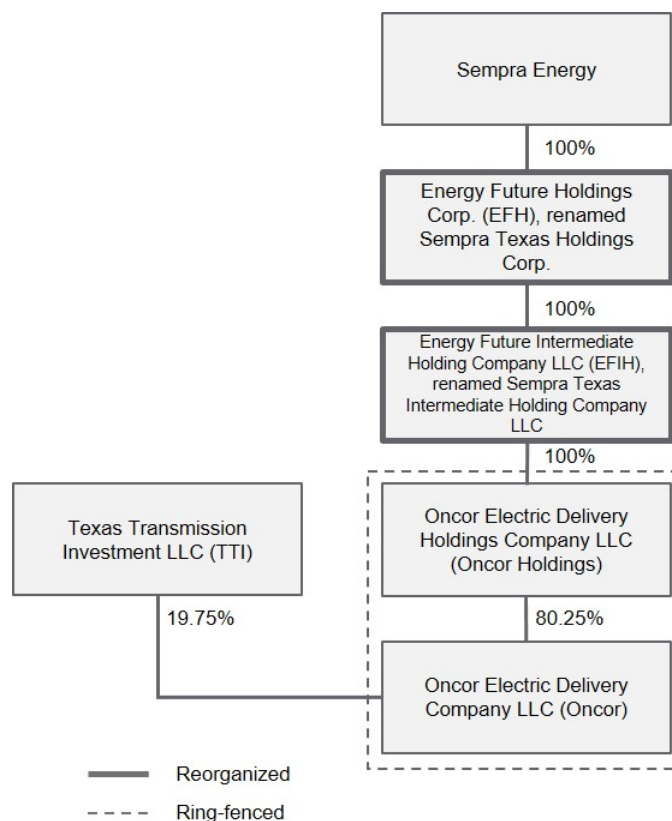 Sempra Energy
100%
Energy Future Holdings
Corp. (EFH), renamed
Sempra Texas Holdings
Corp.
100%
Energy Future Intermediate
Holding Company LLC (EFIH),
renamed Sempra Texas
Intermediate Holding Company
LLC
100%
Texas Transmission
Investment LLC (TTI)
Oncor Electric Delivery
Holdings Company LLC
(Oncor Holdings)
19.75%
80.25%
Oncor Electric Delivery
Company LLC (Oncor)
Reorganized
Ring-fenced